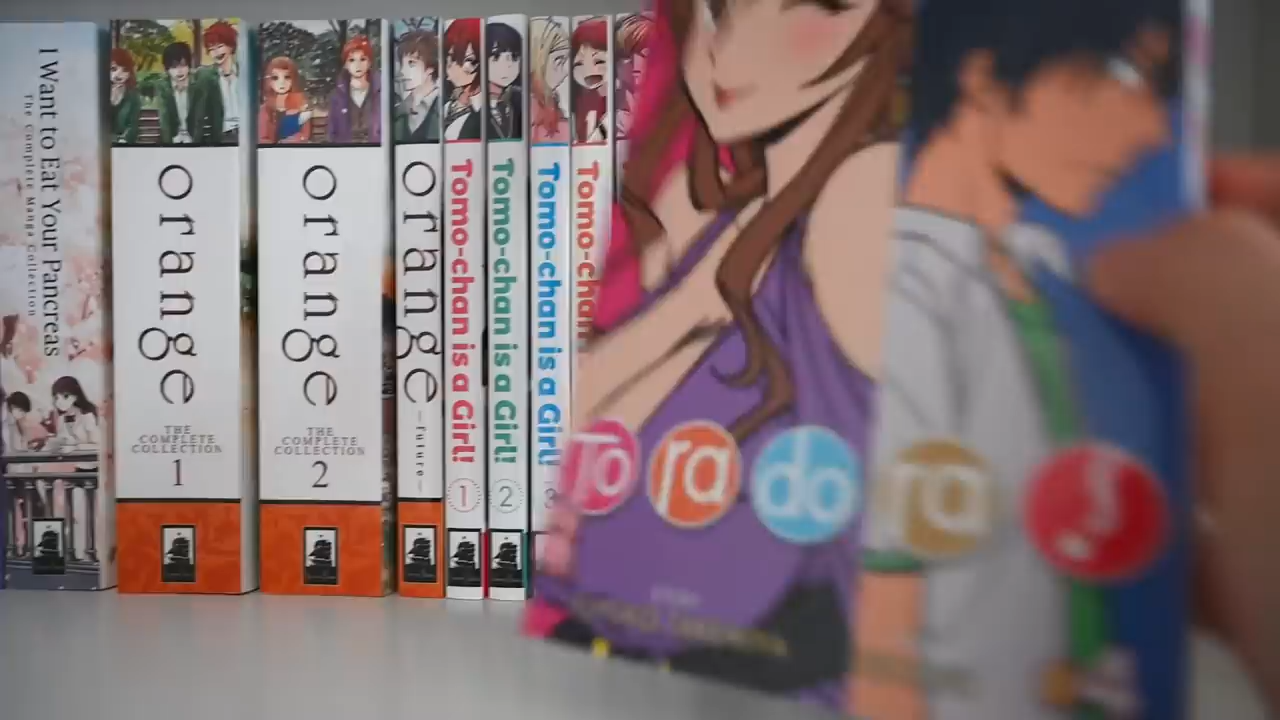 I Want to Eat Your Pancreas
The Complete Manga Collection
orange
THE
COMPLETE
COLLECTION
1
orange
THE
COMPLETE
COLLECTION
2
orange
-future-
Tomo-chan is a Girl!
1
Tomo-chan is a Girl!
2
Tomo-chan is a Girl!
3
Tomo-chan
To ra do ra !